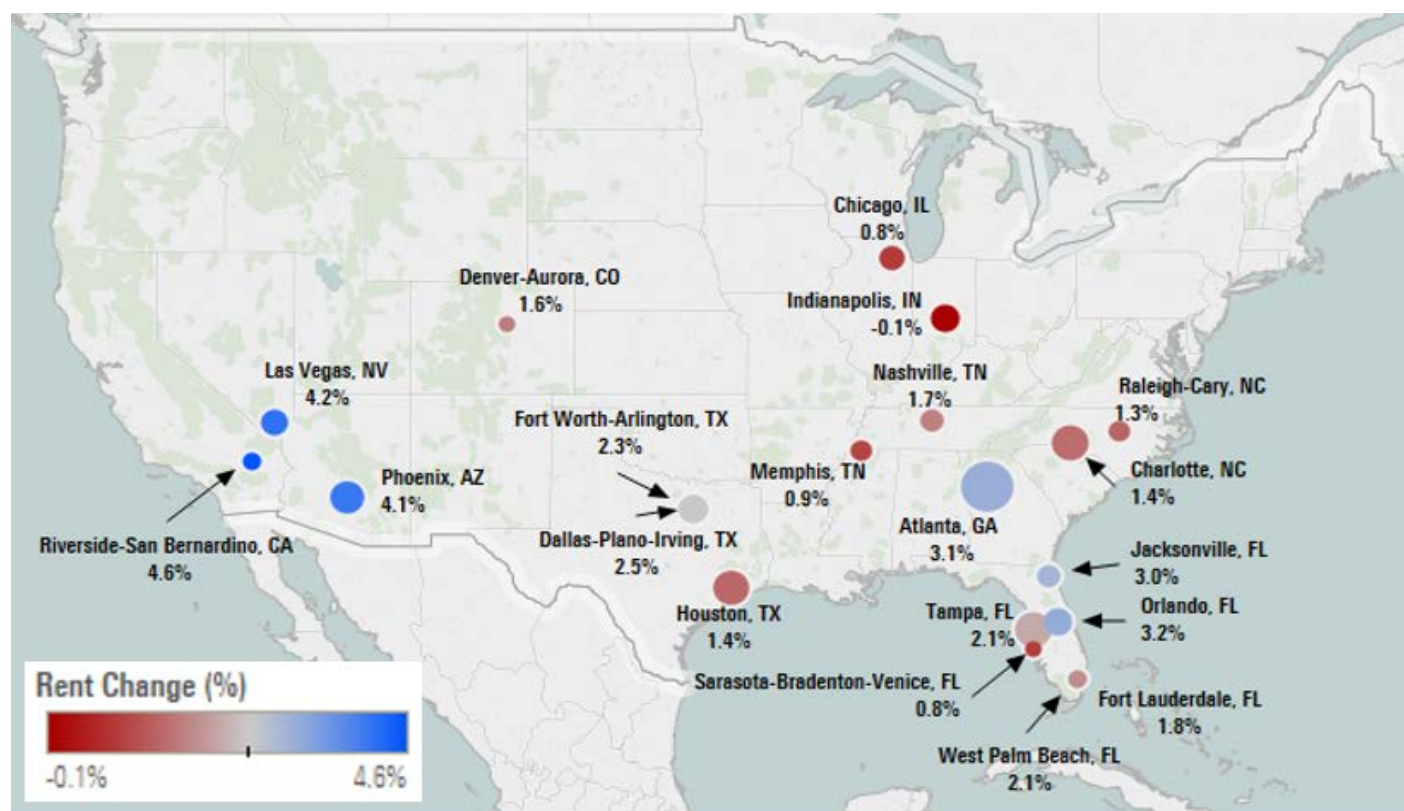 Chicago, IL
0.8%
Denver-Aurora, CO
1.6%
Indianapolis, IN
-0.1%
Las Vegas, NV
4.2%
Nashville, TN
1.7%
Raleigh-Cary, NC
1.3%
Fort Worth-Arlington, TX
2.3%
Memphis, TN
0.9%
Charlotte, NC
1.4%
Phoenix, AZ
4.1%
Riverside-San Bernardino, CA
4.6%
Dallas-Plano-Irving, TX
2.5%
Atlanta, GA
3.1%
Jacksonville, FL
3.0%
Houston, TX
1.4%
Tampa, FL
2.1%
Orlando, FL
3.2%
Sarasota-Bradenton-Venice, FL
0.8%
Fort Lauderdale, FL
1.8%
West Palm Beach, FL
2.1%
Rent Change (%)
-0.1%
4.6%